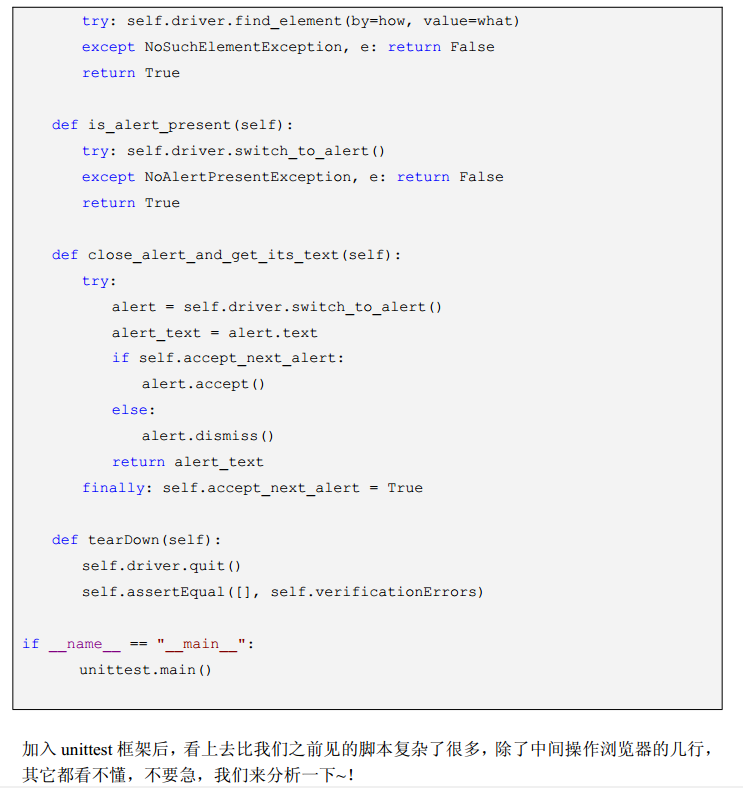 try: self.driver.find_element(by=how, value=what)
except NoSuchElementException, e: return False
return True
def is_alert_present(self):
try: self.driver.switch_to_alert()
except NoAlertPresentException, e: return False
return True
def close_alert_and_get_its_text(self):
try:
alert = self.driver.switch_to_alert()
alert_text = alert.text
if self.accept_next_alert:
alert.accept()
else:
alert.dismiss()
return alert_text
finally: self.accept_next_alert = True
def tearDown(self):
self.driver.quit()
self.assertEqual([], self.verificationErrors)
if __name__ == "__main__":
unittest.main()
加入 unittest 框架后，看上去比我们之前见的脚本复杂了很多，除了中间操作浏览器的几行，
其它都看不懂，不要急，我们来分析一下~！